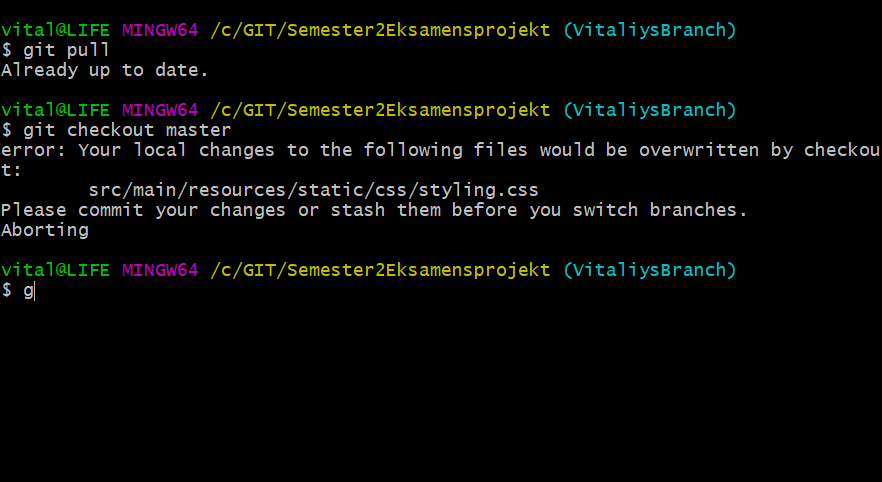 vital@LIFE MINGW64 /c/GIT/Semester2Eksamensprojekt (VitaliysBranch)
$ git pull
Already up to date.
vital@LIFE MINGW64 /c/GIT/Semester2Eksamensprojekt (VitaliysBranch)
$ git checkout master
error: Your local changes to the following files would be overwritten by checkou
t:
        src/main/resources/static/css/styling.css
Please commit your changes or stash them before you switch branches.
Aborting
vital@LIFE MINGW64 /c/GIT/Semester2Eksamensprojekt (VitaliysBranch)
$ g